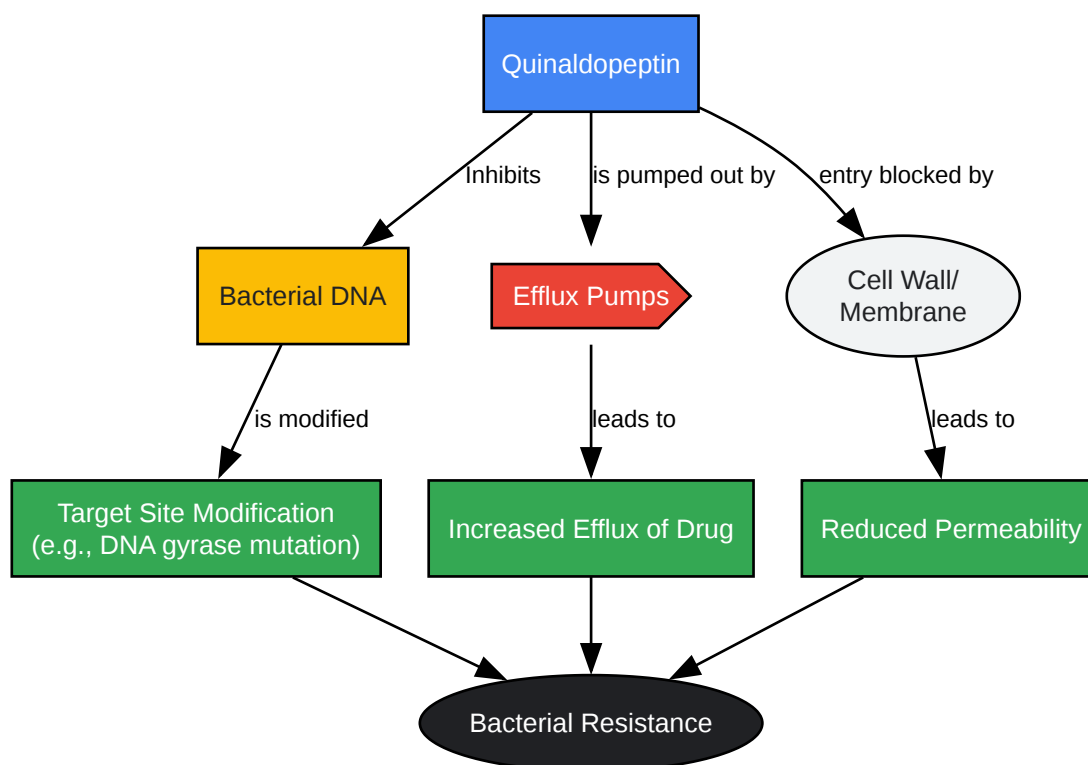 Quinaldopeptin
Inhibits
is pumped out by
entry blocked by
Bacterial DNA
Efflux Pumps
Cell Wall/
Membrane
is modified
leads to
leads to
Target Site Modification
(e.g., DNA gyrase mutation)
Increased Efflux of Drug
Reduced Permeability
Bacterial Resistance